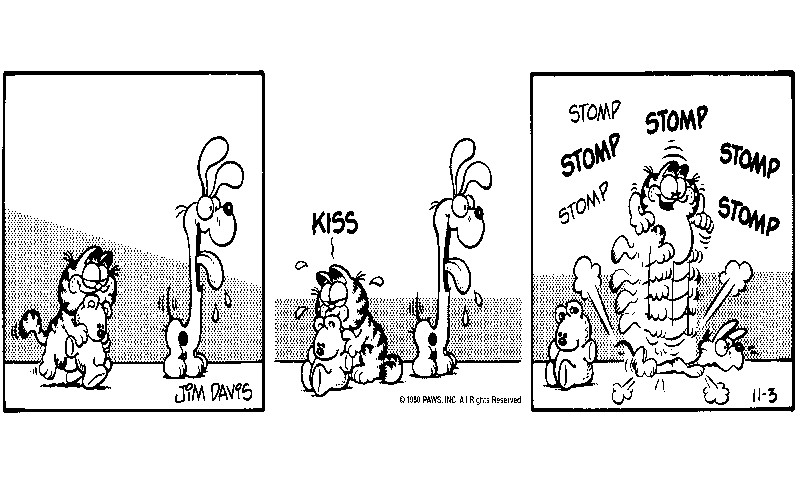 JIM DAVIS
KISS
© 1980 PAWS, INC. All Rights Reserved
STOMP
STOMP
STOMP
STOMP
STOMP
STOMP
11-3